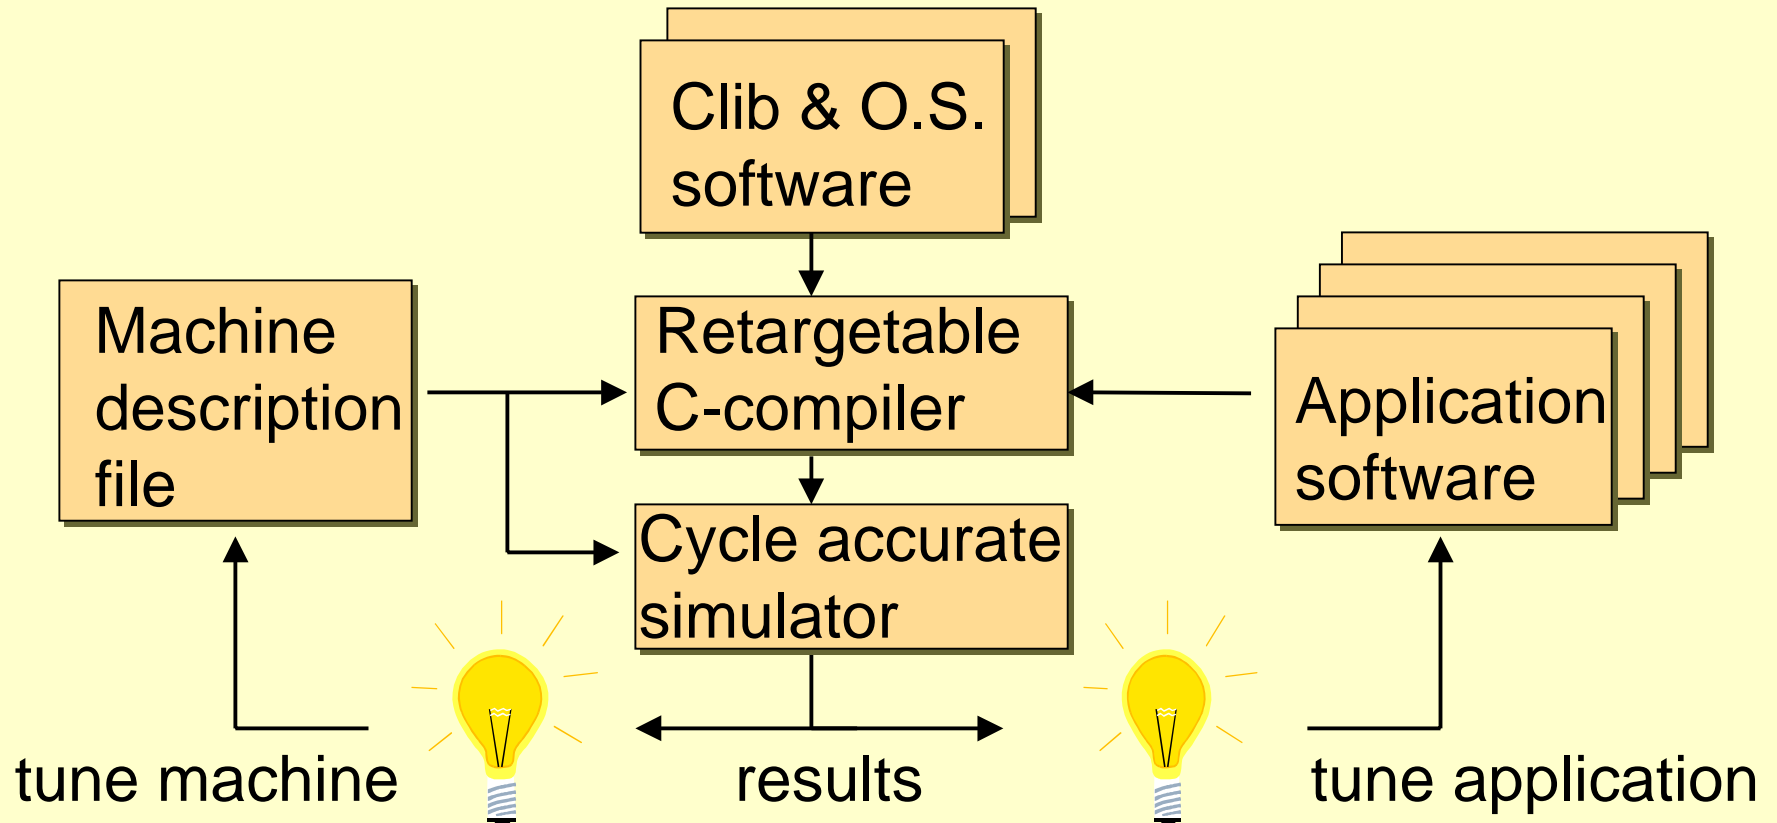 Clib & O.S.
software
Machine
description
file
Retargetable
C-compiler
Application
software
Cycle accurate
simulator
tune machine
results
tune application